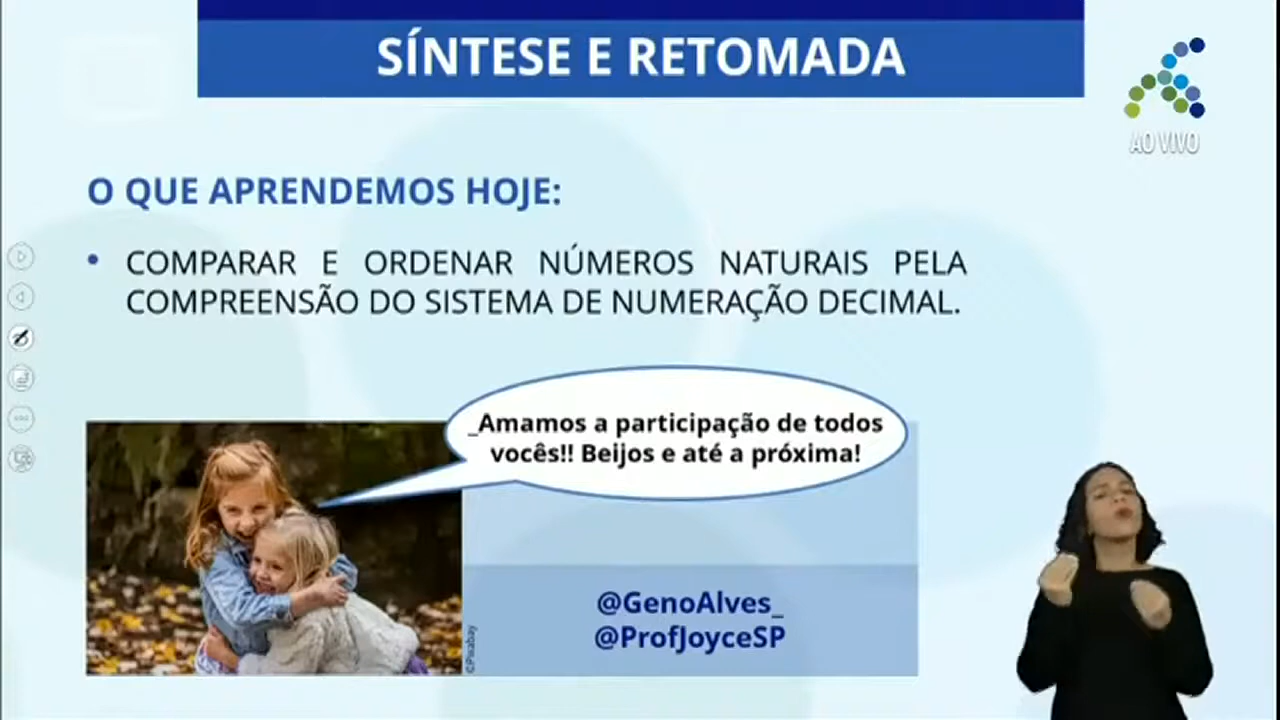 SÍNTESE E RETOMADA
AO VIVO
O QUE APRENDEMOS HOJE:
• COMPARAR E ORDENAR NÚMEROS NATURAIS PELA
COMPREENSÃO DO SISTEMA DE NUMERAÇÃO DECIMAL.
_Amamos a participação de todos
vocês!! Beijos e até a próxima!
@GenoAlves_
@ProfJoyceSP
©Pixabay